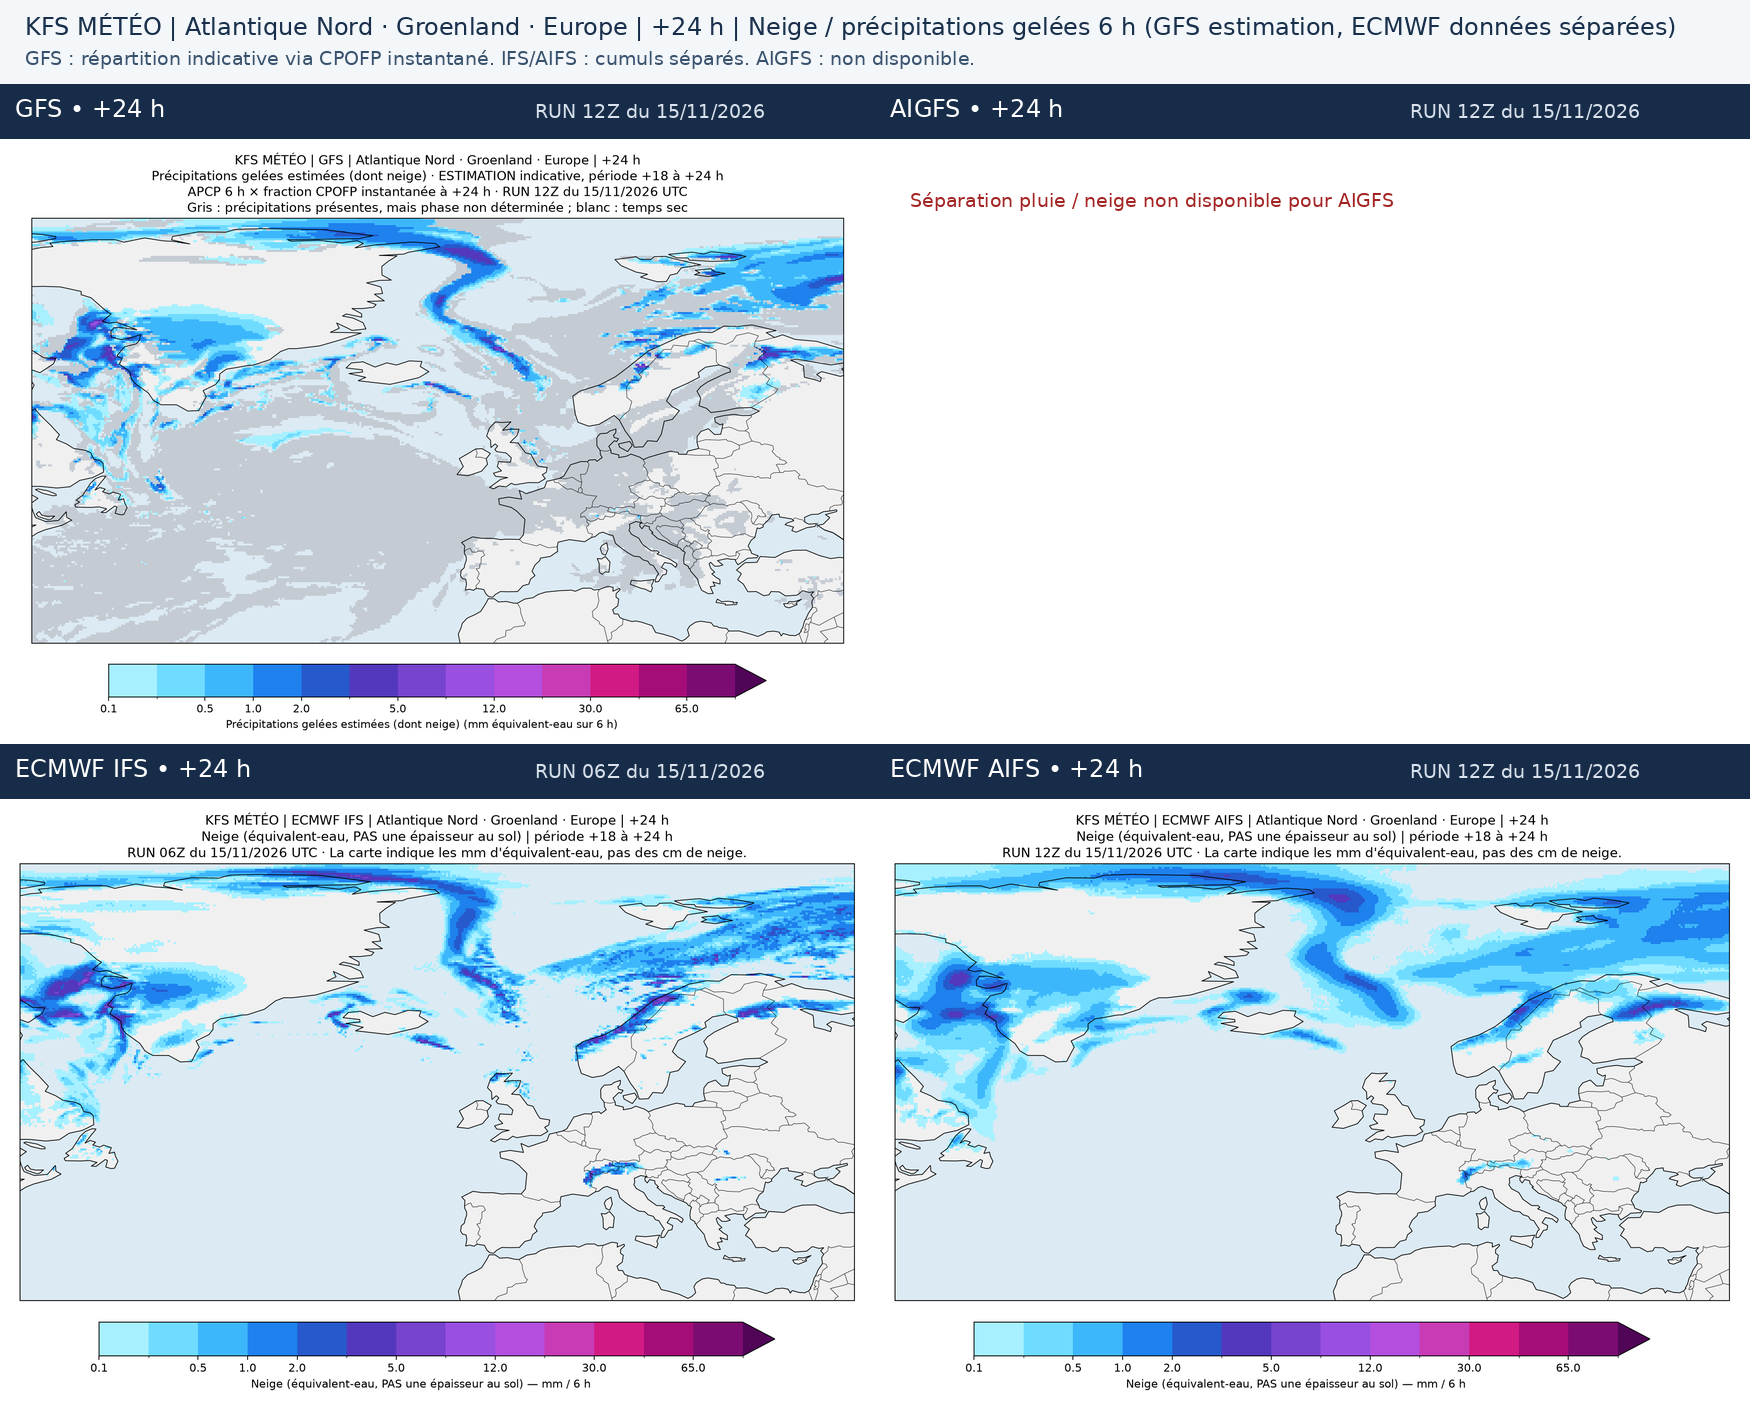 KFS MÉTÉO | Atlantique Nord · Groenland · Europe | +24 h | Neige / précipitations gelées 6 h (GFS estimation, ECMWF données séparées)
GFS : répartition indicative via CPOFP instantané. IFS/AIFS : cumuls séparés. AIGFS : non disponible.
GFS • +24 h
RUN 12Z du 15/11/2026
AIGFS • +24 h
RUN 12Z du 15/11/2026
KFS MÉTÉO | GFS | Atlantique Nord · Groenland · Europe | +24 h
Précipitations gelées estimées (dont neige) · ESTIMATION indicative, période +18 à +24 h
APCP 6 h × fraction CPOFP instantanée à +24 h · RUN 12Z du 15/11/2026 UTC
Gris : précipitations présentes, mais phase non déterminée ; blanc : temps sec
Séparation pluie / neige non disponible pour AIGFS
0.1 0.5 1.0 2.0 5.0 12.0 30.0 65.0
Précipitations gelées estimées (dont neige) (mm équivalent-eau sur 6 h)
ECMWF IFS • +24 h
RUN 06Z du 15/11/2026
ECMWF AIFS • +24 h
RUN 12Z du 15/11/2026
KFS MÉTÉO | ECMWF IFS | Atlantique Nord · Groenland · Europe | +24 h
Neige (équivalent-eau, PAS une épaisseur au sol) | période +18 à +24 h
RUN 06Z du 15/11/2026 UTC · La carte indique les mm d'équivalent-eau, pas des cm de neige.
KFS MÉTÉO | ECMWF AIFS | Atlantique Nord · Groenland · Europe | +24 h
Neige (équivalent-eau, PAS une épaisseur au sol) | période +18 à +24 h
RUN 12Z du 15/11/2026 UTC · La carte indique les mm d'équivalent-eau, pas des cm de neige.
0.1 0.5 1.0 2.0 5.0 12.0 30.0 65.0
Neige (équivalent-eau, PAS une épaisseur au sol) — mm / 6 h
0.1 0.5 1.0 2.0 5.0 12.0 30.0 65.0
Neige (équivalent-eau, PAS une épaisseur au sol) — mm / 6 h